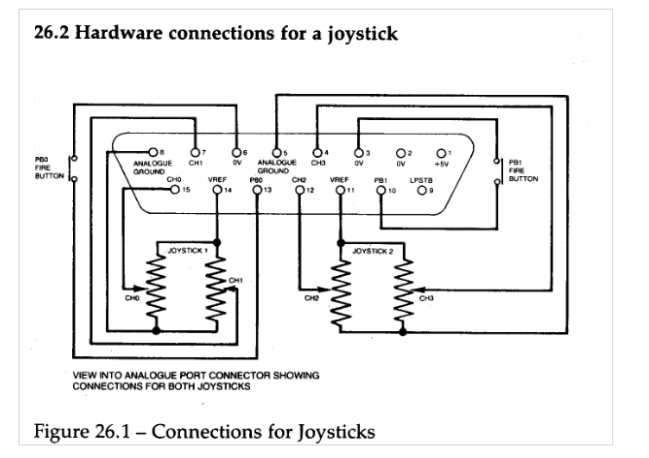 26.2 Hardware connections for a joystick
8 7 6 5 4 3 2 1
ANALOGUE GROUND CH1 0V ANALOGUE GROUND CH3 0V 0V +5V
PB0
FIRE
BUTTON
PB1
FIRE
BUTTON
CH0 VREF PB0 CH2 VREF PB1 LPSTB
15 14 13 12 11 10 9
JOYSTICK 1 JOYSTICK 2
CH1
CH0 CH2 CH3
VIEW INTO ANALOGUE PORT CONNECTOR SHOWING
CONNECTIONS FOR BOTH JOYSTICKS
Figure 26.1 – Connections for Joysticks